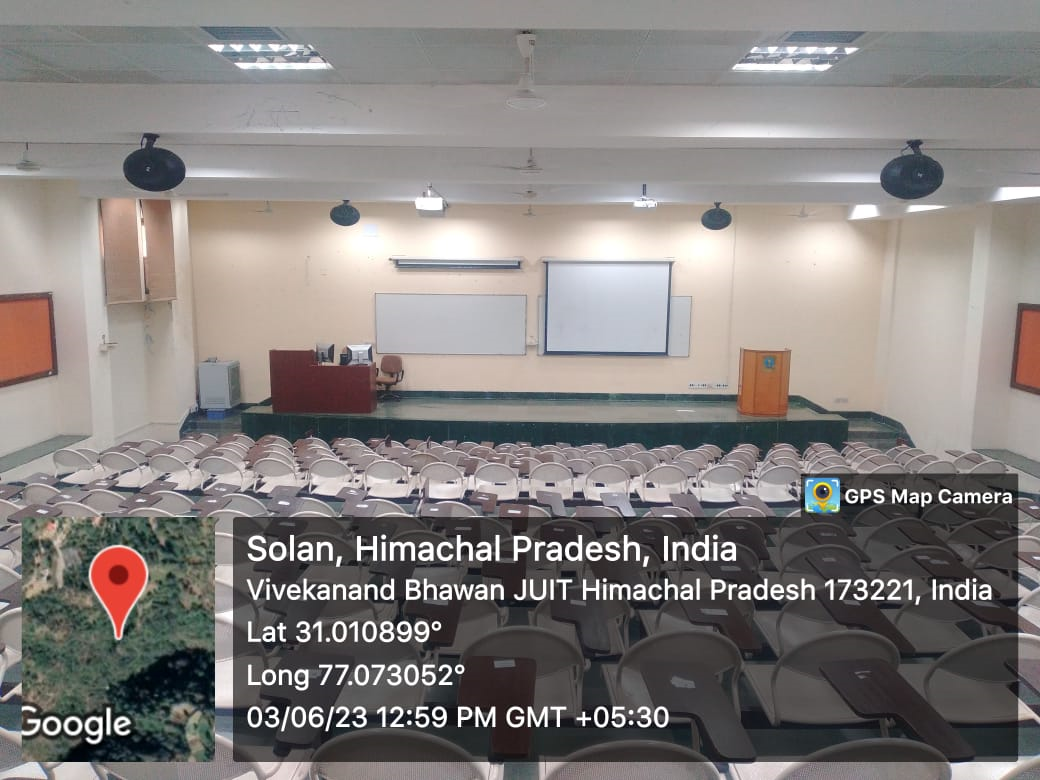 GPS Map Camera
Solan, Himachal Pradesh, India
Vivekanand Bhawan JUIT Himachal Pradesh 173221, India
Lat 31.010899°
Long 77.073052°
03/06/23 12:59 PM GMT +05:30
Google